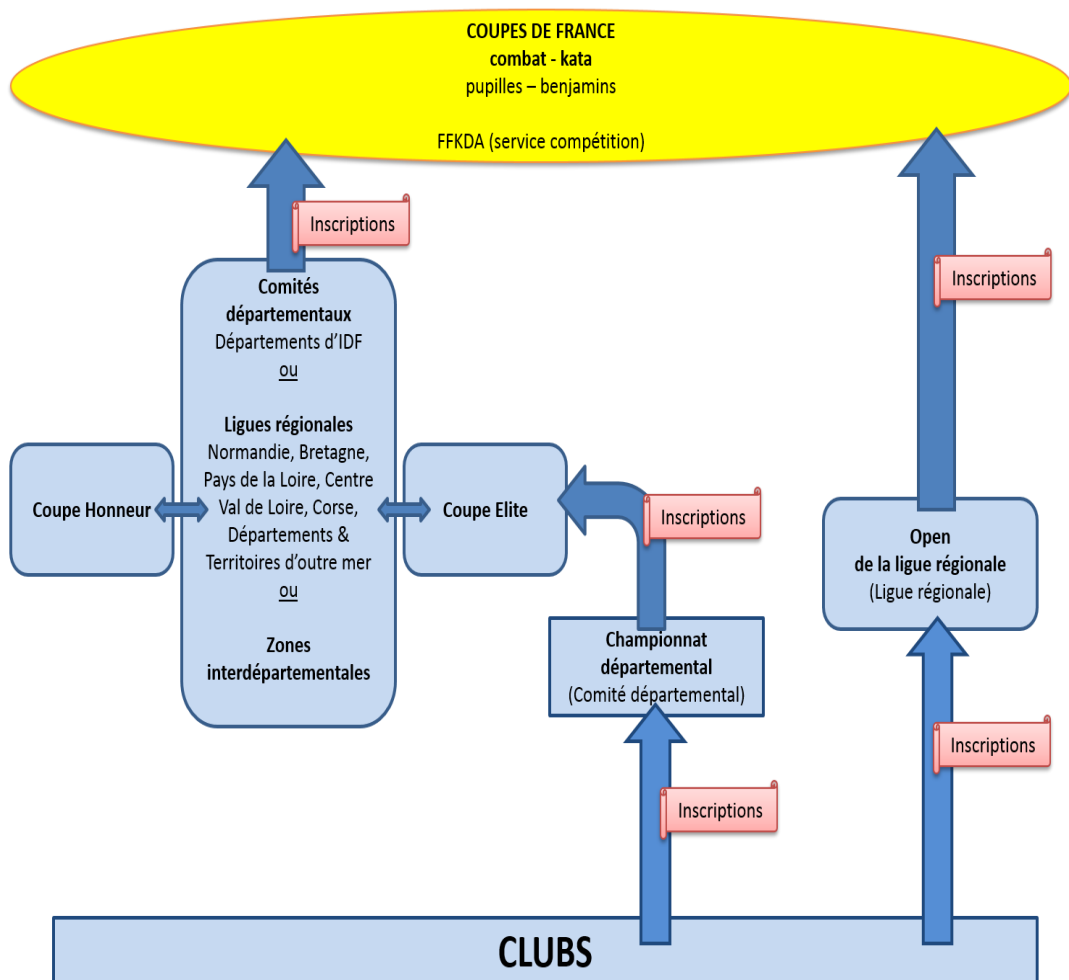 COUPES DE FRANCE
combat - kata
pupilles – benjamins
FFKDA (service compétition)
Inscriptions
Inscriptions
Comités
départementaux
Départements d'IDF
ou
Ligues régionales
Normandie, Bretagne,
Pays de la Loire, Centre
Val de Loire, Corse,
Départements &
Territoires d'outre mer
ou
Zones
interdépartementales
Coupe Honneur
Coupe Elite
Inscriptions
Open
de la ligue régionale
(Ligue régionale)
Championnat
départemental
(Comité départemental)
Inscriptions
Inscriptions
CLUBS